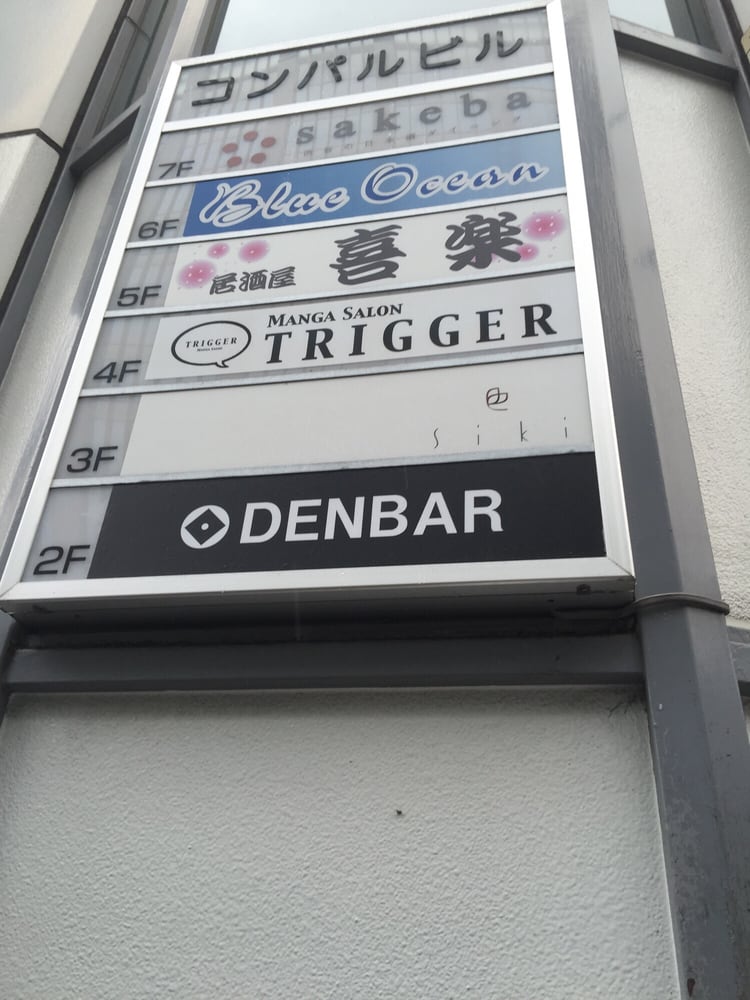 コンパルビル
7F sakeba
6F Blue Ocean
5F 居酒屋 喜楽
4F TRIGGER MANGA SALON
TRIGGER
3F 色
siki
2F DENBAR